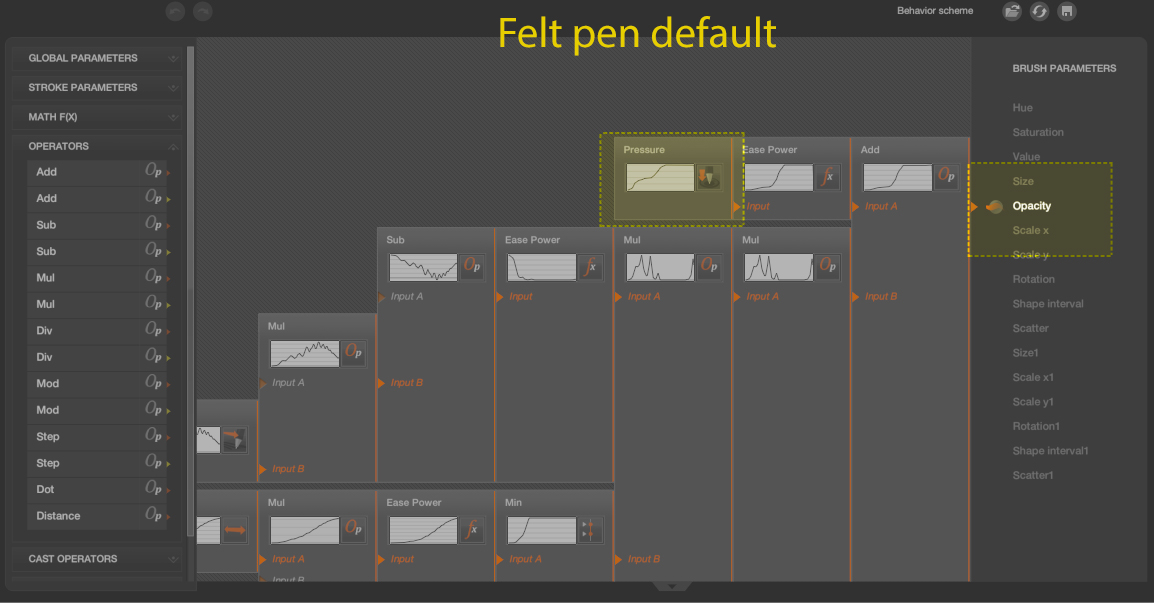 Behavior scheme
Felt pen default
GLOBAL PARAMETERS
STROKE PARAMETERS
MATH F(X)
OPERATORS
Add Op
Add Op
Sub Op
Sub Op
Mul Op
Mul Op
Div Op
Div Op
Mod Op
Mod Op
Step Op
Step Op
Dot Op
Distance Op
CAST OPERATORS
Pressure
Ease Power
fx
Input
Add
Op
Input A
Sub
Op
Input A
Ease Power
fx
Input
Mul
Op
Input A
Mul
Op
Input A
Input B
Mul
Op
Input A
Input B
Input B
Mul
Op
Input A
Input B
Ease Power
fx
Input
Min
Input A
Input B
BRUSH PARAMETERS
Hue
Saturation
Value
Size
Opacity
Scale x
Scale y
Rotation
Shape interval
Scatter
Size1
Scale x1
Scale y1
Rotation1
Shape interval1
Scatter1